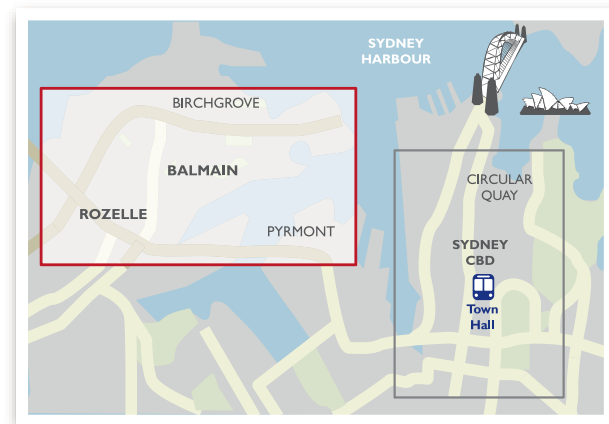 SYDNEY
HARBOUR
BIRCHGROVE
BALMAIN
ROZELLE
PYRMONT
CIRCULAR
QUAY
SYDNEY
CBD
Town
Hall